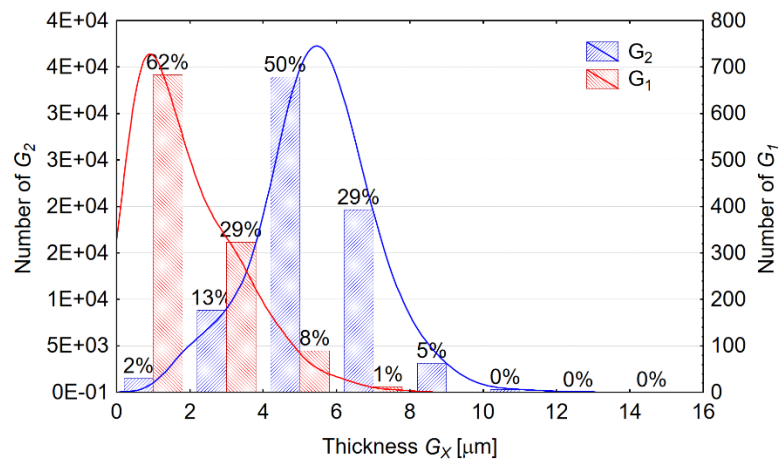 4E+04
4E+04
3E+04
3E+04
2E+04
2E+04
1E+04
5E+03
0E-01
Number of G2
800
700
600
500
400
300
200
100
0
Number of G1
G2
G1
2%
62%
13%
29%
50%
8%
29%
1%
5%
0%
0%
0%
0 2 4 6 8 10 12 14 16
Thickness GX [µm]